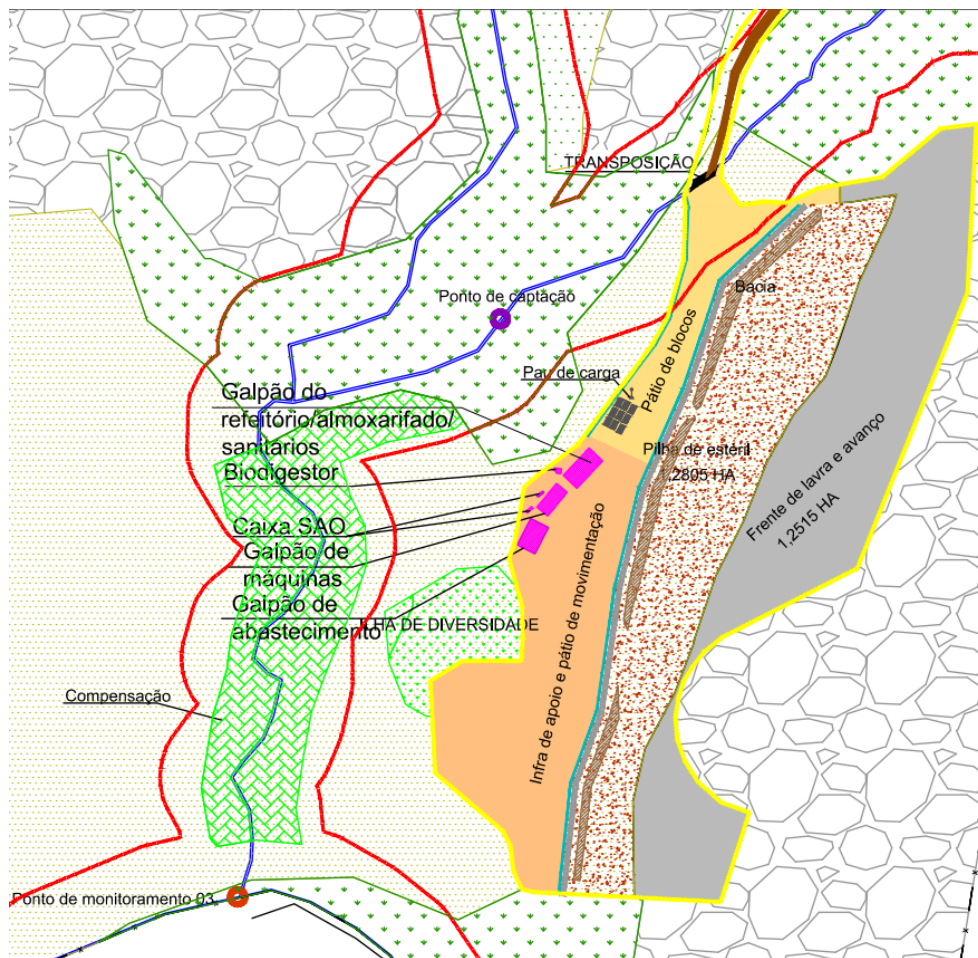 TRANSPOSIÇÃO
Bacia
Ponto de captação
Pátio de blocos
Pau de carga
Galpão do
refeitório/almoxarifado/
sanitários
Biodigestor
Pilha de estéril
,2805 HA
Frente de lavra e avanço
1,2515 HA
Caixa SAO
Galpão de
máquinas
Galpão de
abastecimento
ILHA DE DIVERSIDADE
Infra de apoio e pátio de movimentação
Compensação
Ponto de monitoramento 03